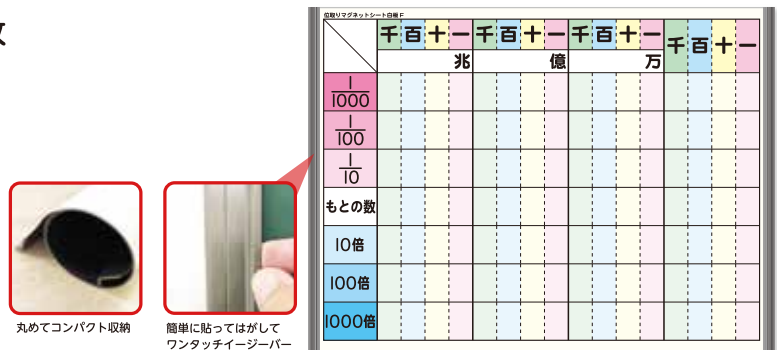 位取りマグネットシート白板F
千百十一千百十一千百十一千百十一
兆 億 万
1/1000
1/100
1/10
もとの数
10倍
100倍
1000倍
丸めてコンパクト収納
簡単に貼ってはがして
ワンタッチイージーバー